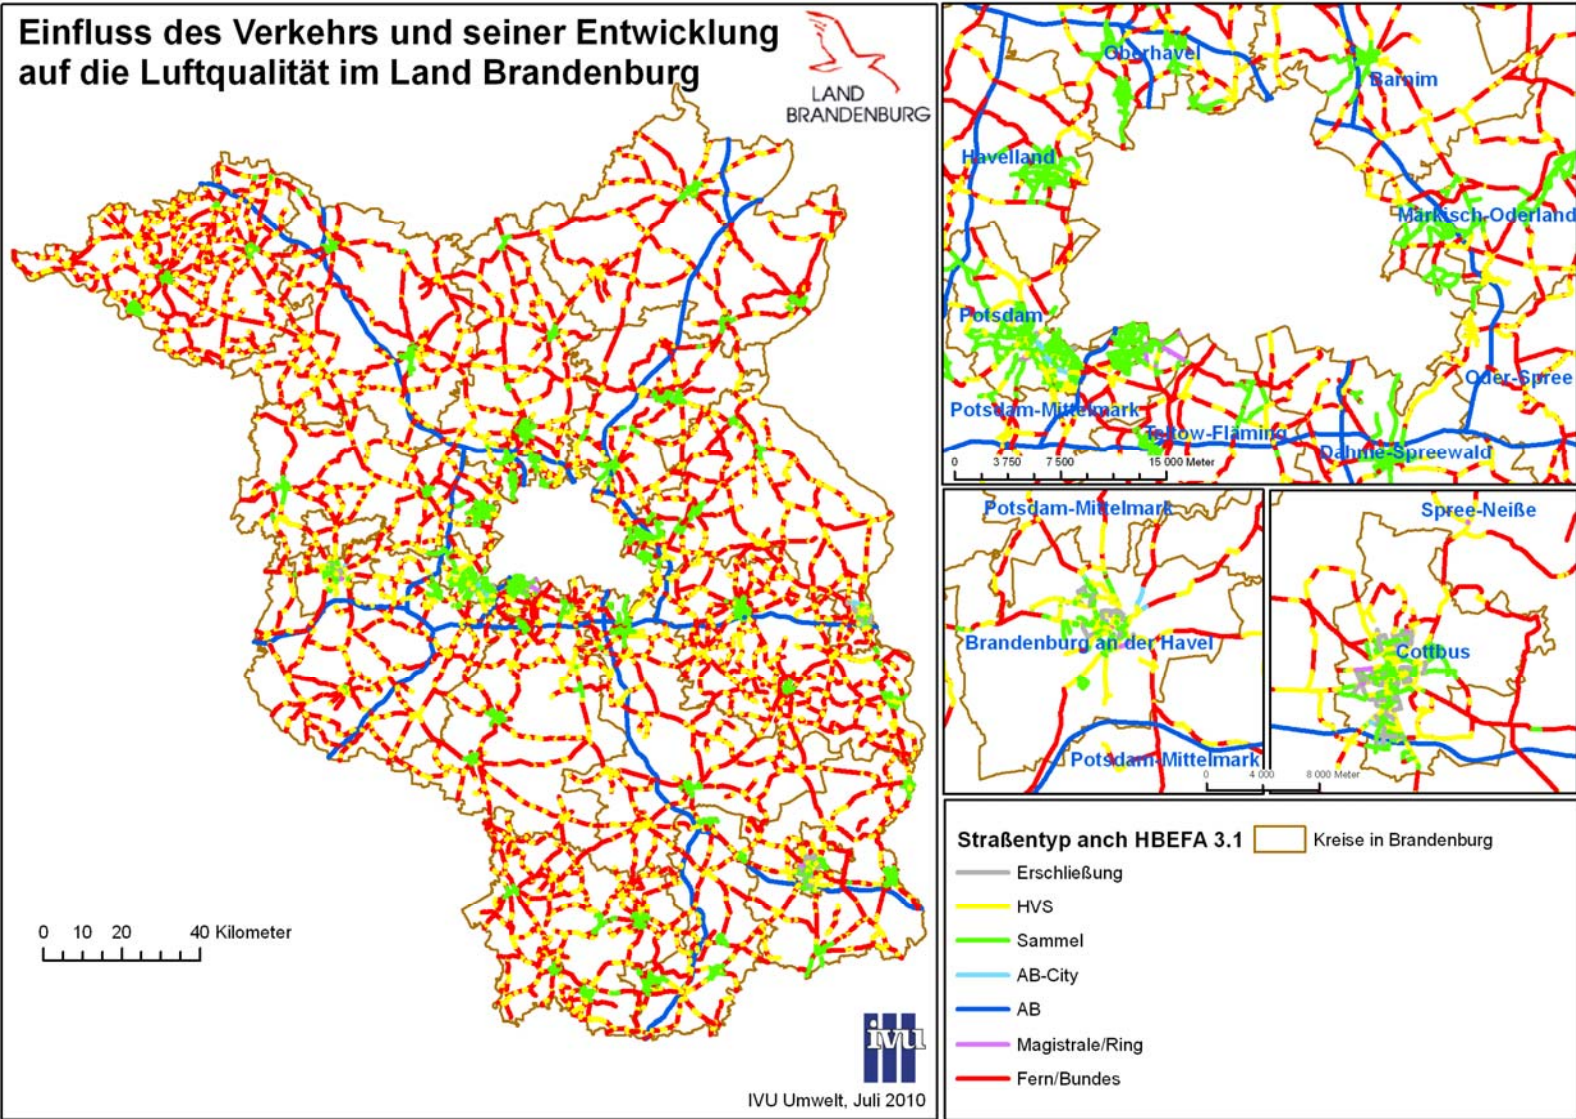 Einfluss des Verkehrs und seiner Entwicklung
auf die Luftqualität im Land Brandenburg
LAND
BRANDENBURG
0 10 20 40 Kilometer
ivu
IVU Umwelt, Juli 2010
Oberhavel
Barnim
Havelland
Märkisch-Oderland
Potsdam
Oder-Spree
Potsdam-Mittelmark
Teltow-Fläming
Dahme-Spreewald
0 3 750 7 500 15 000 Meter
Potsdam-Mittelmark
Brandenburg an der Havel
Potsdam-Mittelmark
Spree-Neiße
Cottbus
0 4 000 8 000 Meter
Straßentyp anch HBEFA 3.1
Kreise in Brandenburg
Erschließung
HVS
Sammel
AB-City
AB
Magistrale/Ring
Fern/Bundes